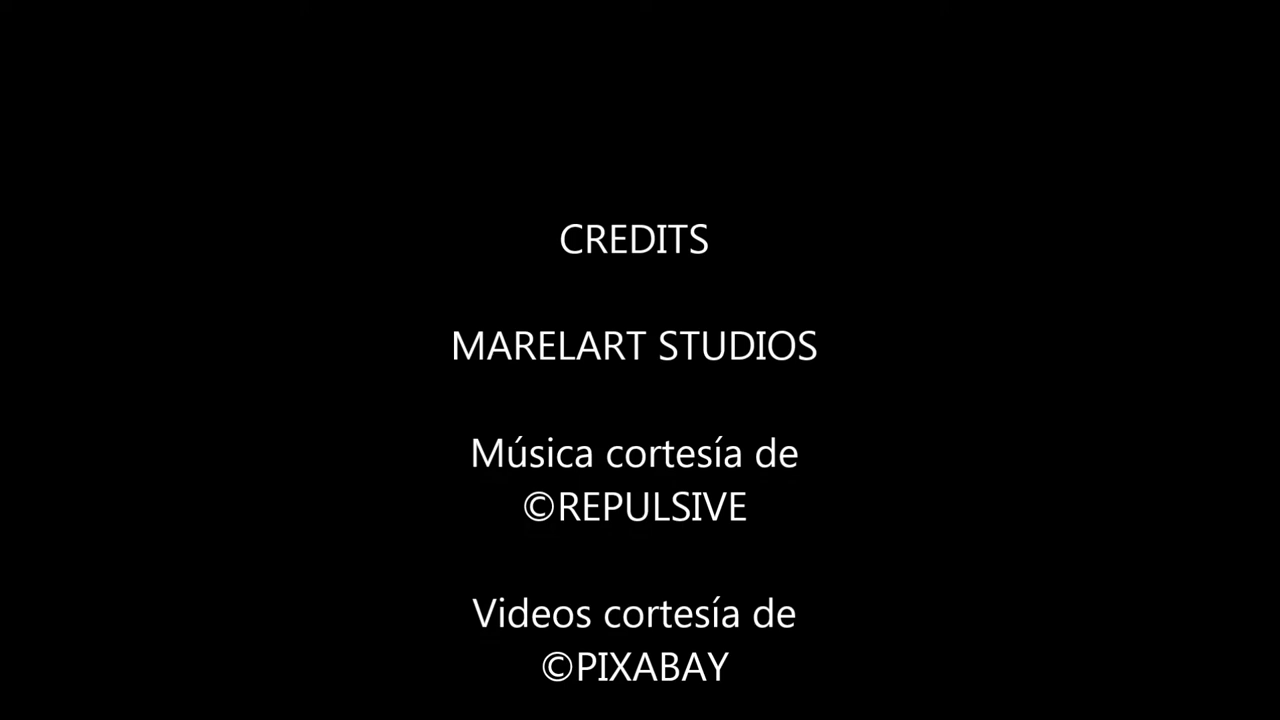 CREDITS
MARELART STUDIOS
Música cortesía de
©REPULSIVE
Videos cortesía de
©PIXABAY